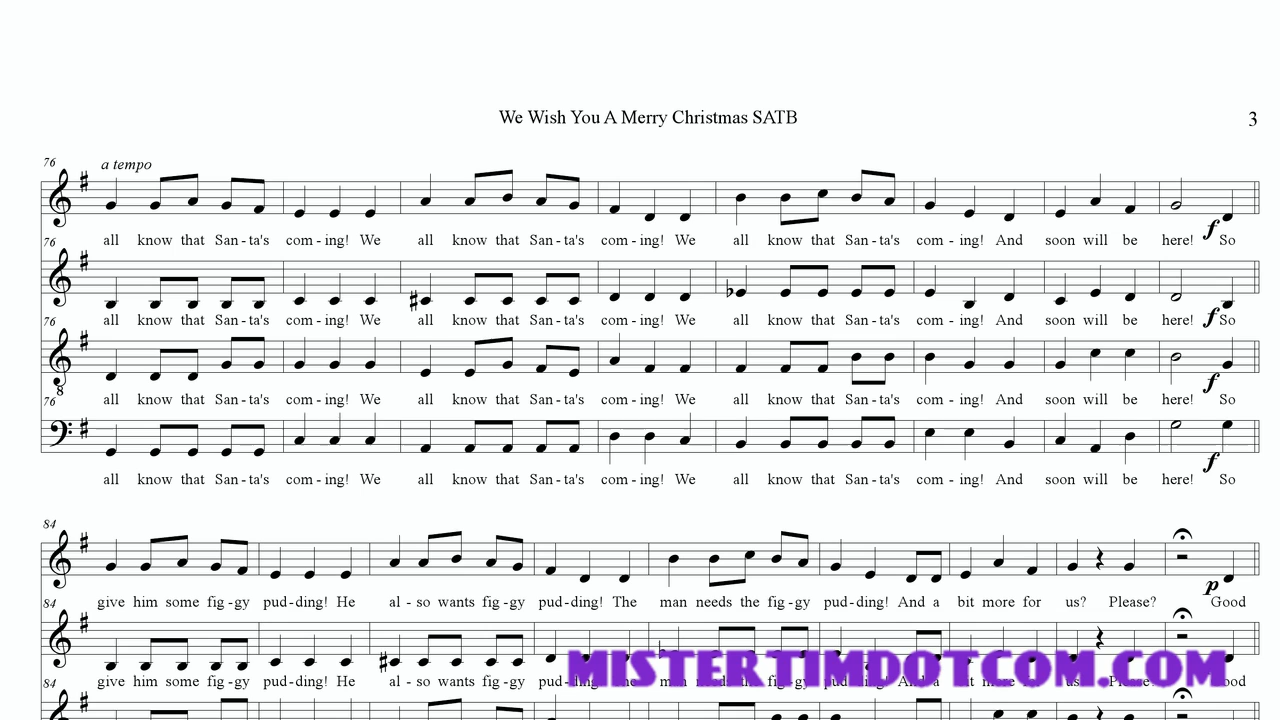 We Wish You A Merry Christmas SATB
3
76
a tempo
all know that San-ta's com-ing! We all know that San-ta's com-ing! We all know that San-ta's com-ing! And soon will be here! So
f
76
all know that San-ta's com-ing! We all know that San-ta's com-ing! We all know that San-ta's com-ing! And soon will be here! So
f
76
all know that San-ta's com-ing! We all know that San-ta's com-ing! We all know that San-ta's com-ing! And soon will be here! So
f
76
all know that San-ta's com-ing! We all know that San-ta's com-ing! We all know that San-ta's com-ing! And soon will be here! So
f
84
give him some fig-gy pud-ding! He al-so wants fig-gy pud-ding! The man needs the fig-gy pud-ding! And a bit more for us? Please? Good
p
84
give him some fig-gy pud-ding! He al-so wants fig-gy
MISTERTIMDOTCOM.COM
84